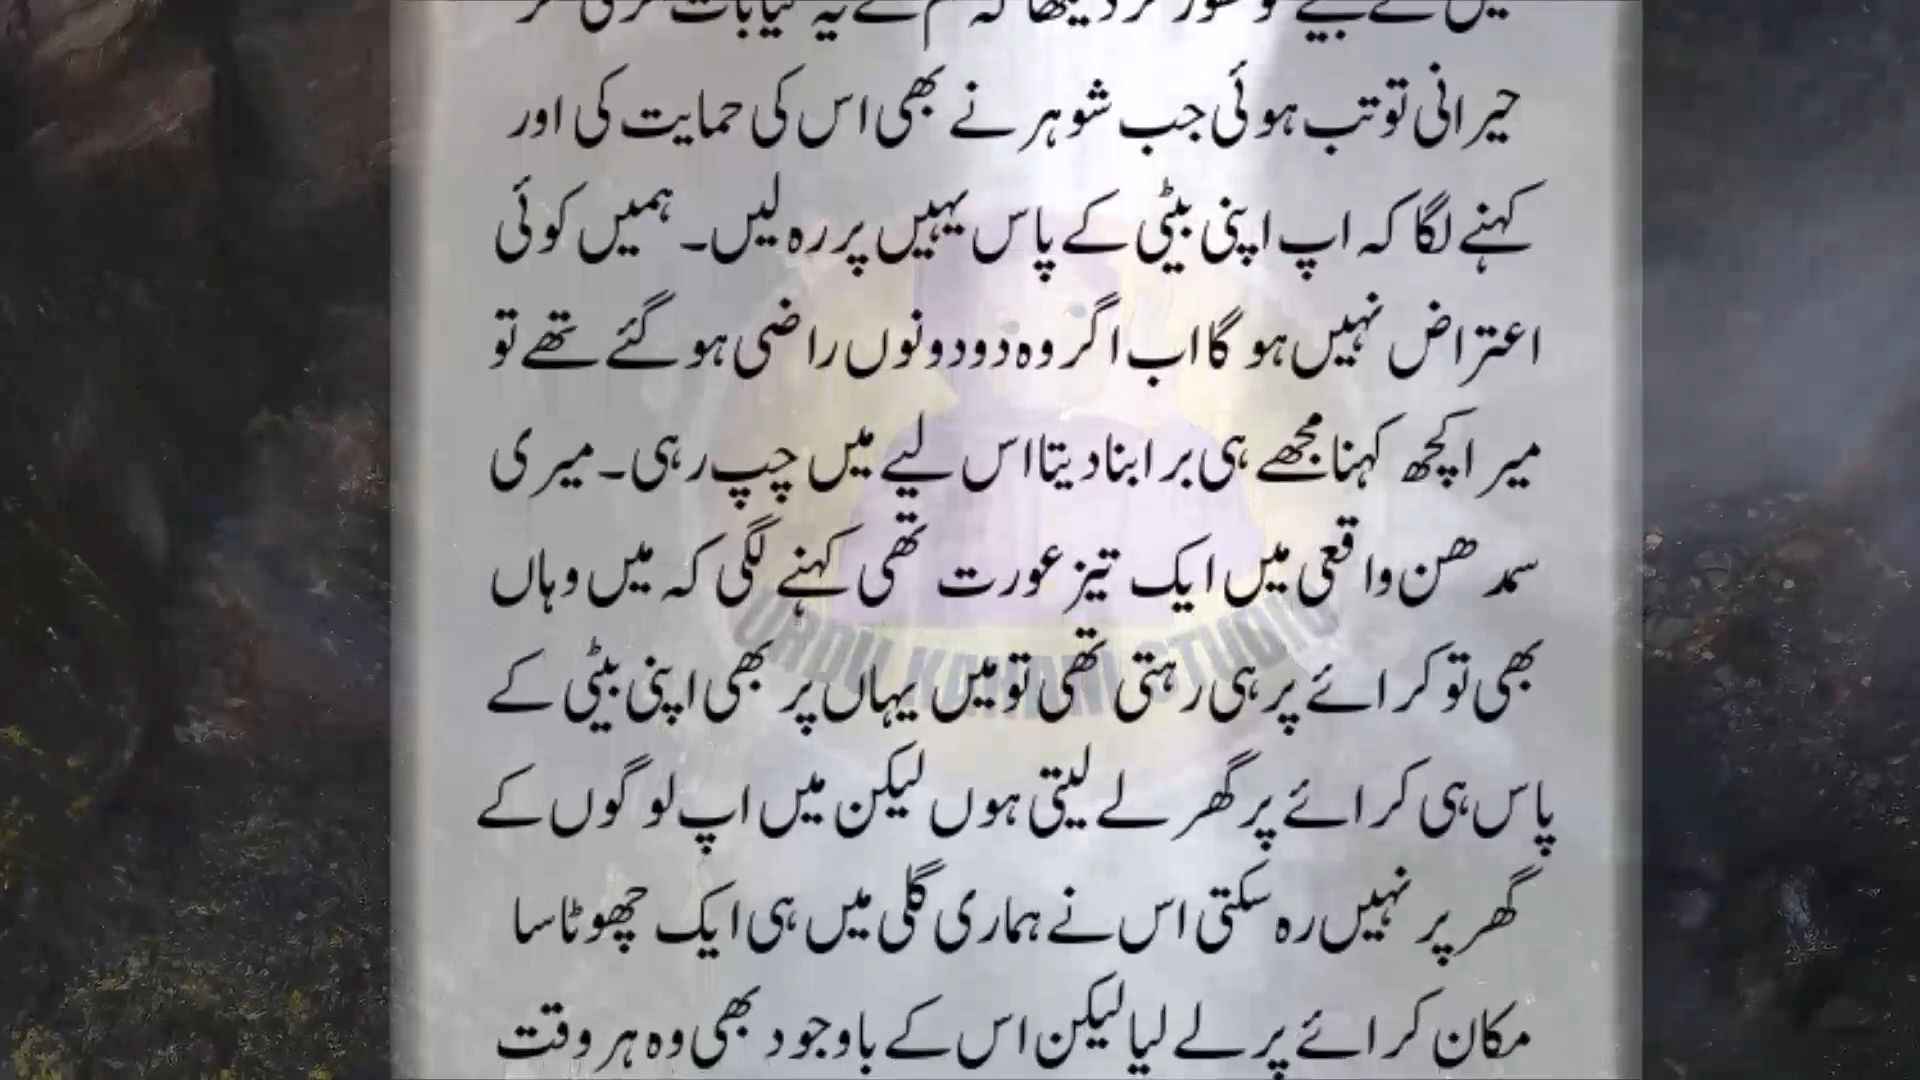 حیرانی تو تب ہوئی جب شوہر نے بھی اس کی حمایت کی اور
کہنے لگا کہ اپ اپنی بیٹی کے پاس یہیں پر رہ لیں۔ ہمیں کوئی
اعتراض نہیں ہو گا اب اگر وہ دو دونوں راضی ہو گئے تھے تو
میرا کچھ کہنا مجھے ہی برا بنا دیتا اس لیے میں چپ رہی۔ میری
سمدھن واقعی میں ایک تیز عورت تھی کہنے لگی کہ میں وہاں
بھی تو کرائے پر ہی رہتی تھی تو میں یہاں پر بھی اپنی بیٹی کے
پاس ہی کرائے پر گھر لے لیتی ہوں لیکن میں اپ لوگوں کے
گھر پر نہیں رہ سکتی اس نے ہماری گلی میں ہی ایک چھوٹا سا
مکان کرائے پر لے لیا لیکن اس کے باوجود بھی وہ ہر وقت
URDU KAHANI STUDIO